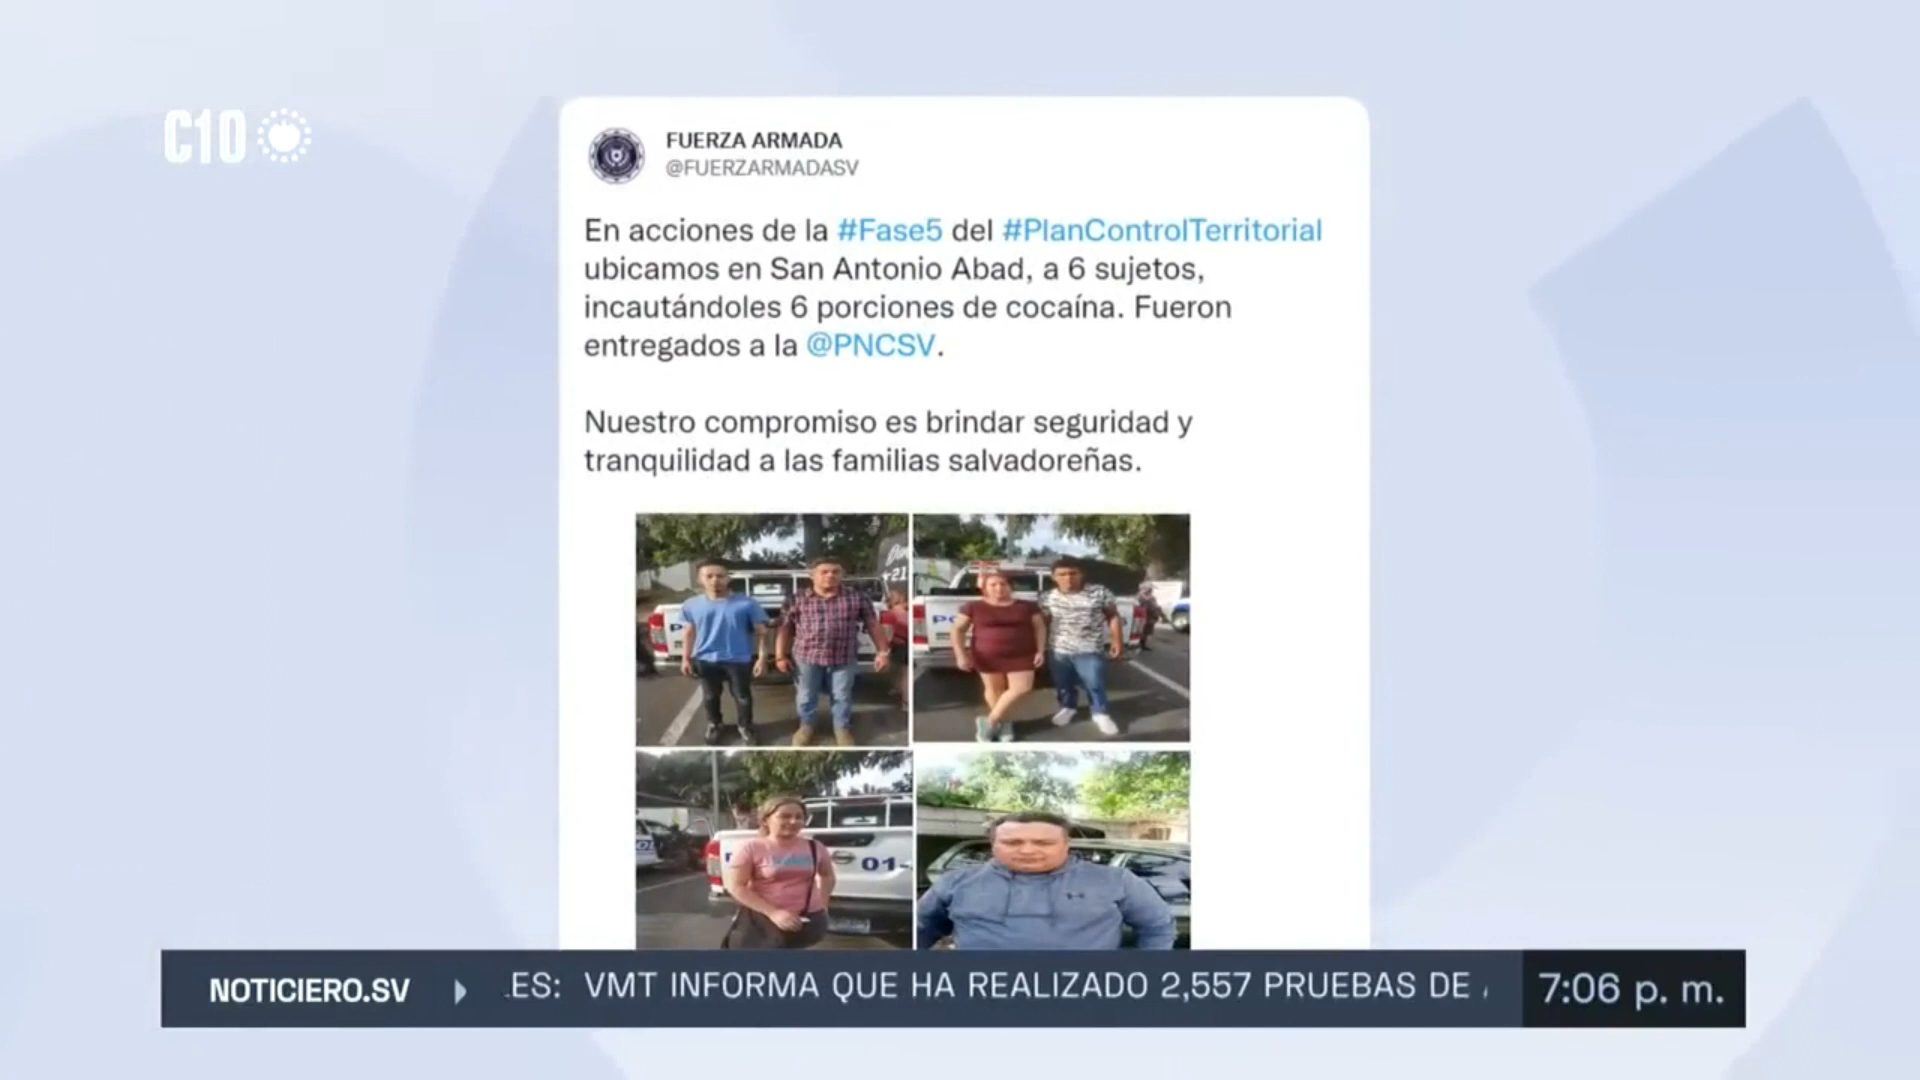 C10
FUERZA ARMADA
@FUERZARMADASV
En acciones de la #Fase5 del #PlanControlTerritorial
ubicamos en San Antonio Abad, a 6 sujetos,
incautándoles 6 porciones de cocaína. Fueron
entregados a la @PNCSV.
Nuestro compromiso es brindar seguridad y
tranquilidad a las familias salvadoreñas.
21
01-
NOTICIERO.SV
.ES: VMT INFORMA QUE HA REALIZADO 2,557 PRUEBAS DE
7:06 p. m.